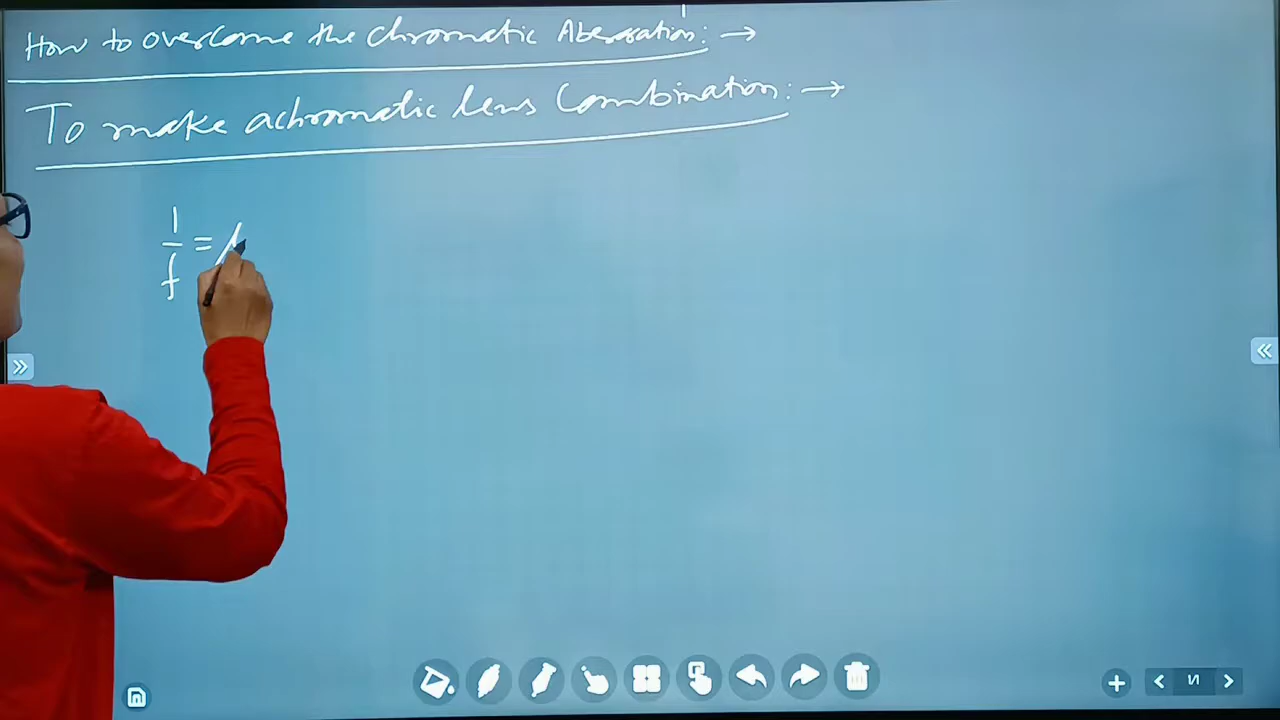 How to overcome the chromatic Aberration: →
To make achromatic lens Combination: →
1/f =